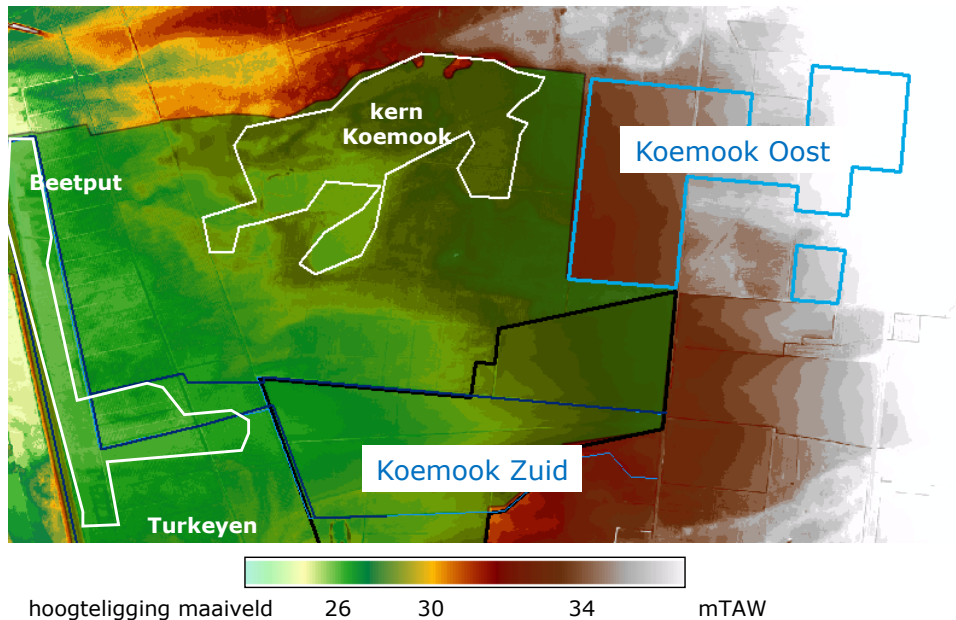 kern
Koemook
Koemook Oost
Beetput
Koemook Zuid
Turkeyen
hoogteligging maaiveld 26 30 34 mTAW